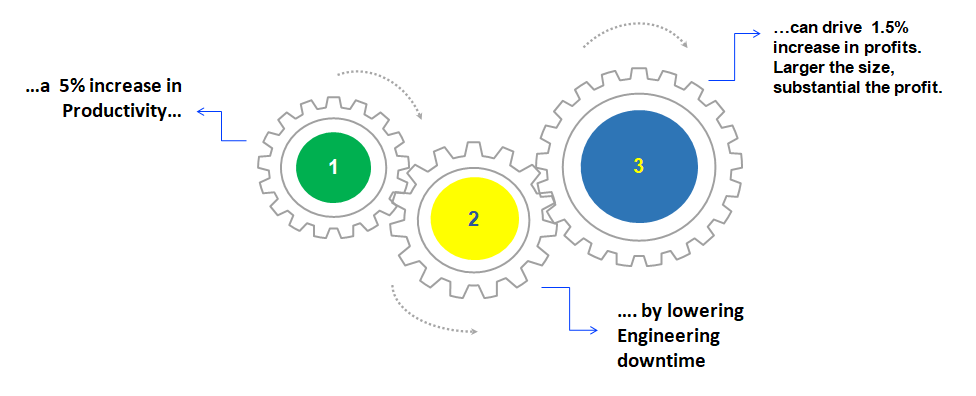 ...a 5% increase in
Productivity...
1
2
3
.... by lowering
Engineering
downtime
...can drive 1.5%
increase in profits.
Larger the size,
substantial the profit.